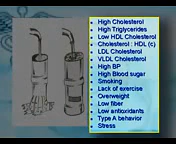 High Cholesterol
High Triglycerides
Low HDL Cholesterol
Cholesterol : HDL (c)
LDL Cholesterol
VLDL Cholesterol
High BP
High Blood sugar
Smoking
Lack of exercise
Overweight
Low fiber
Low antioxidants
Type A behavior
Stress